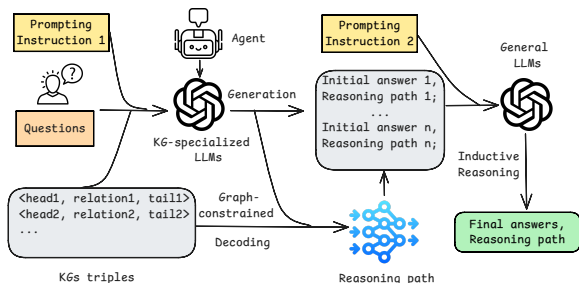 Prompting
Instruction 1
Agent
Prompting
Instruction 2
General
LLMs
Questions
KG-specialized
LLMs
Generation
Initial answer 1,
Reasoning path 1;
...
Initial answer n,
Reasoning path n;
Inductive
Reasoning
<head1, relation1, tail1>
<head2, relation2, tail2>
...
Graph-
constrained
Decoding
Final answers,
Reasoning path
KGs triples
Reasoning path